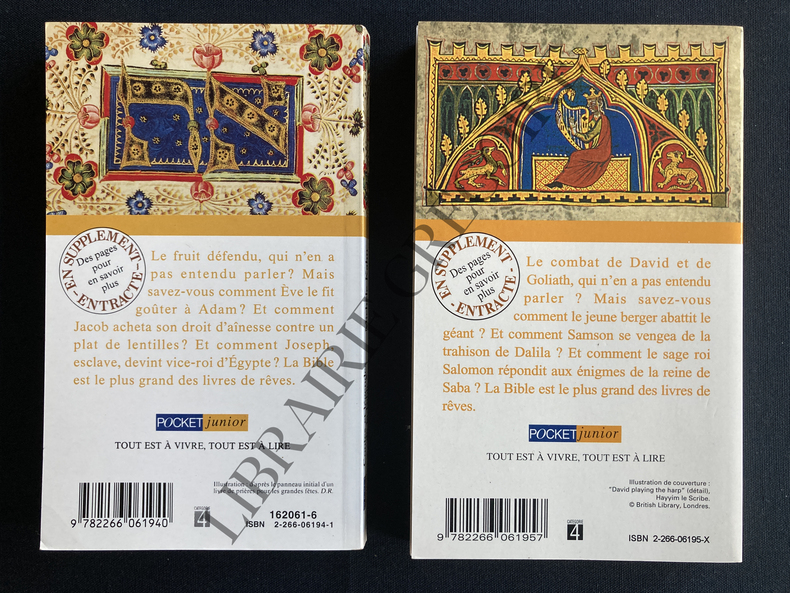 EN SUPPLEMENT
Des pages
pour
en savoir
plus
- ENTRACTE -
Le fruit défendu, qui n'en a
pas entendu parler ? Mais
savez-vous comment Ève le fit
goûter à Adam ? Et comment
Jacob acheta son droit d'aînesse contre un
plat de lentilles ? Et comment Joseph,
esclave, devint vice-roi d'Égypte ? La Bible
est le plus grand des livres de rêves.
POCKET junior
TOUT EST À VIVRE, TOUT EST À LIRE
Illustration : d'après le panneau initial d'un
livre de prières pour les grandes fêtes. D.R.
9 782266 061940
CATÉGORIE
4
162061-6
ISBN 2-266-06194-1
EN SUPPLEMENT
Des pages
pour
en savoir
plus
- ENTRACTE -
Le combat de David et de
Goliath, qui n'en a pas entendu
parler ? Mais savez-vous
comment le jeune berger abattit le
géant ? Et comment Samson se vengea de la
trahison de Dalila ? Et comment le sage roi
Salomon répondit aux énigmes de la reine de
Saba ? La Bible est le plus grand des livres de
rêves.
POCKET junior
TOUT EST À VIVRE, TOUT EST À LIRE
Illustration de couverture :
"David playing the harp" (détail),
Hayyim le Scribe.
© British Library, Londres.
9 782266 061957
CATÉGORIE
4
ISBN 2-266-06195-X